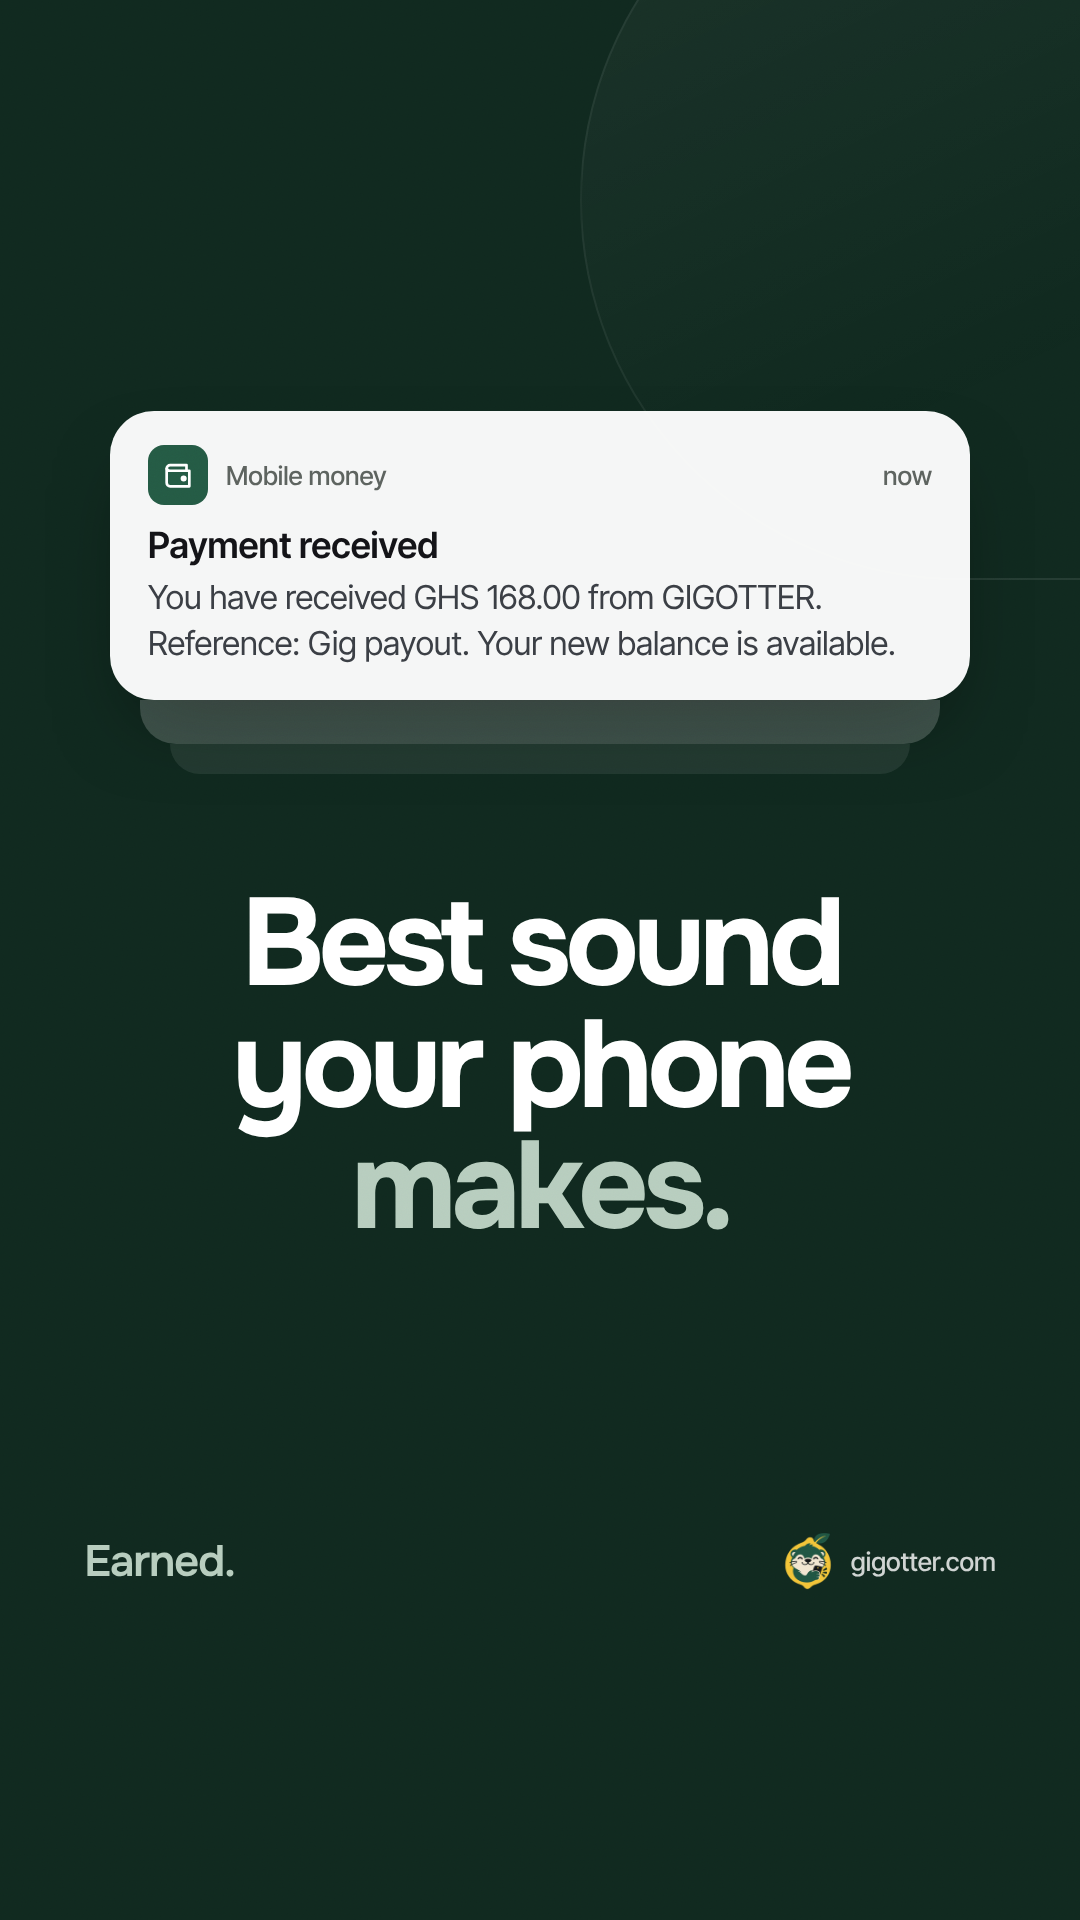 Mobile money
now
Payment received
You have received GHS 168.00 from GIGOTTER.
Reference: Gig payout. Your new balance is available.
Best sound
your phone
makes.
Earned.
gigotter.com